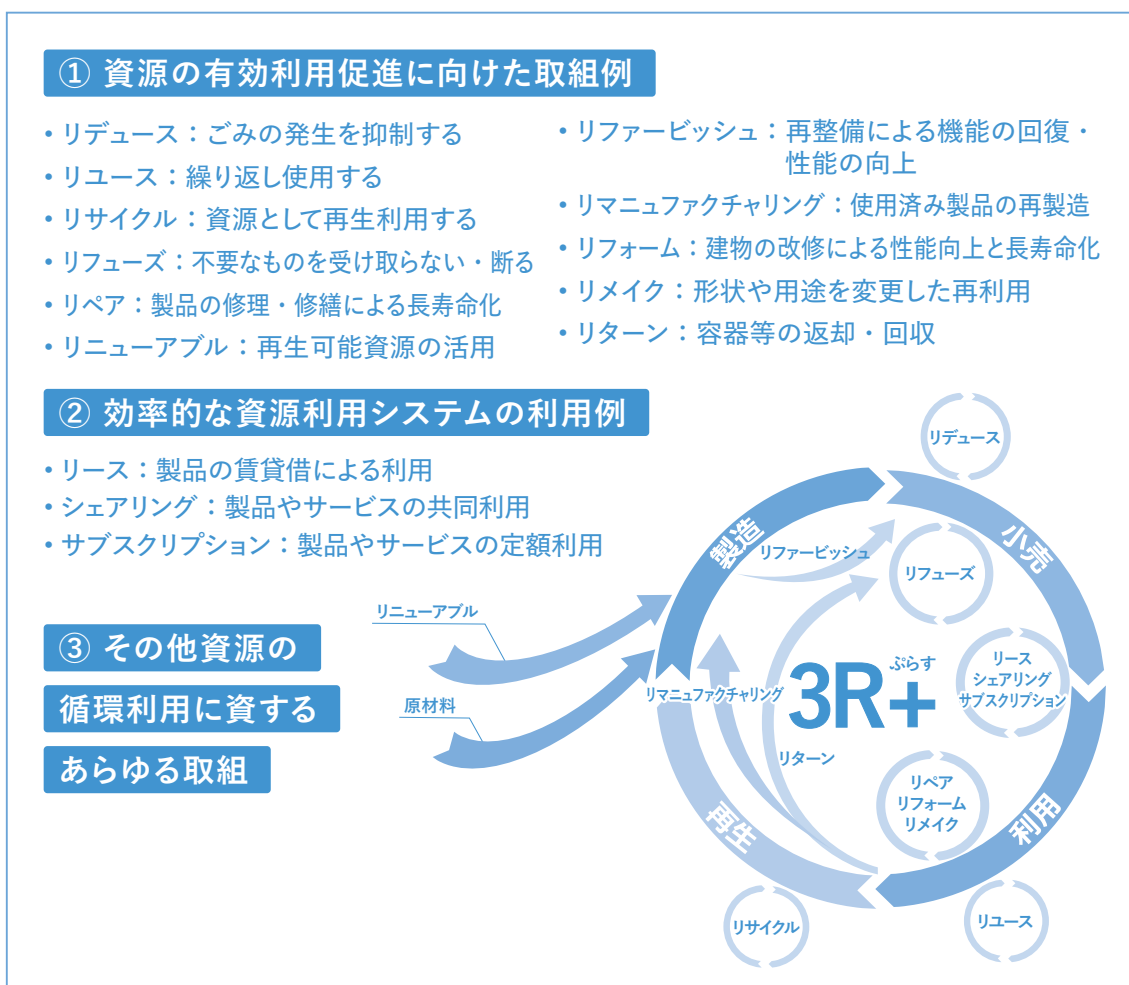 ① 資源の有効利用促進に向けた取組例
・リデュース：ごみの発生を抑制する
・リユース：繰り返し使用する
・リサイクル：資源として再生利用する
・リフューズ：不要なものを受け取らない・断る
・リペア：製品の修理・修繕による長寿命化
・リニューアブル：再生可能資源の活用
・リファービッシュ：再整備による機能の回復・
性能の向上
・リマニュファクチャリング：使用済み製品の再製造
・リフォーム：建物の改修による性能向上と長寿命化
・リメイク：形状や用途を変更した再利用
・リターン：容器等の返却・回収
② 効率的な資源利用システムの利用例
・リース：製品の賃貸借による利用
・シェアリング：製品やサービスの共同利用
・サブスクリプション：製品やサービスの定額利用
③ その他資源の
循環利用に資する
あらゆる取組
リデュース
製造
小売
リファービッシュ
リフューズ
リニューアブル
原材料
リマニュファクチャリング
3R+
ぷらす
リース
シェアリング
サブスクリプション
リターン
リペア
リフォーム
リメイク
再生
利用
リサイクル
リユース